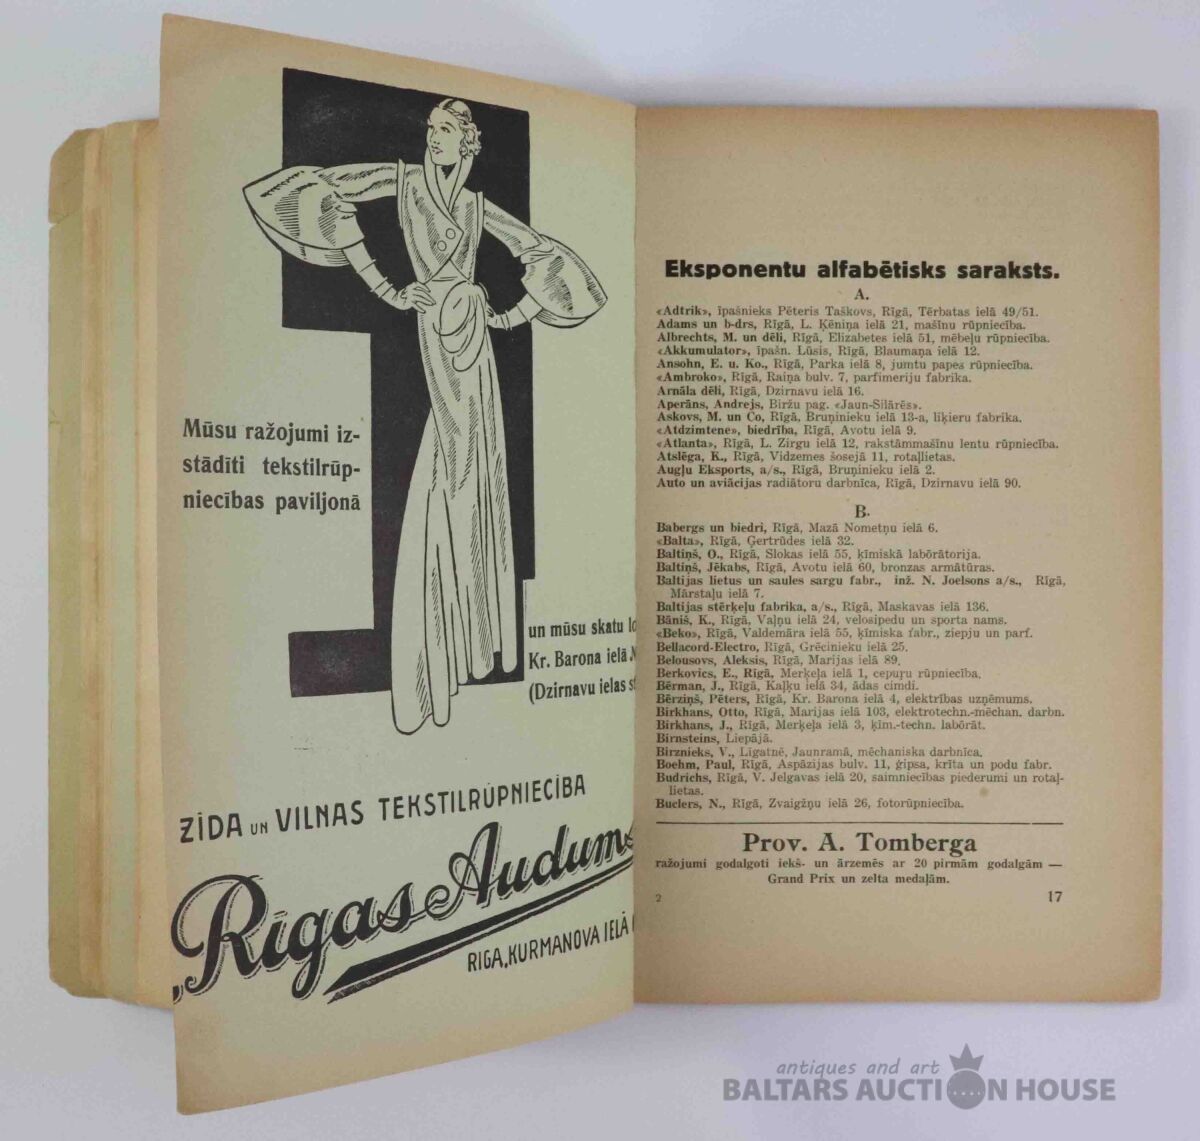 Mūsu ražojumi iz-
stādīti tekstilrūp-
niecības paviljonā
un mūsu skatu
Kr. Barona ielā
(Dzirnavu ielas
ZĪDA UN VILNAS TEKSTILRŪPNIECĪBA
„Rīgas Audums
RIGA, KURMANOVA IELĀ
Eksponentu alfabētisks saraksts.
A.
«Adtrik», īpašnieks Pēteris Taškovs, Rīgā, Tērbatas ielā 49/51.
Adams un b-drs, Rīgā, L. Ķēniņa ielā 21, mašīnu rūpniecība.
Albrechts, M. un dēli, Rīgā, Elizabetes ielā 51, mēbeļu rūpniecība.
«Akkumulator», īpašn. Lūsis, Rīgā, Blaumaņa ielā 12.
Ansohn, E. u. Ko., Rīgā, Parka ielā 8, jumtu papes rūpniecība.
«Ambroko», Rīgā, Raiņa bulv. 7, parfimeriju fabrika.
Arnāla dēli, Rīgā, Dzirnavu ielā 16.
Aperāns, Andrejs, Biržu pag. «Jaun-Silārēs».
Askovs, M. un Co, Rīgā, Bruņinieku ielā 13-a, liķieru fabrika.
«Atdzimtene», biedrība, Rīgā, Avotu ielā 9.
«Atlanta», Rīgā, L. Zirgu ielā 12, rakstāmmašīnu lentu rūpniecība.
Atslēga, K., Rīgā, Vidzemes šosejā 11, rotaļlietas.
Augļu Eksports, a/s., Rīgā, Bruņinieku ielā 2.
Auto un aviācijas radiātoru darbnīca, Rīgā, Dzirnavu ielā 90.
B.
Babergs un biedri, Rīgā, Mazā Nometņu ielā 6.
«Balta», Rīgā, Ģertrūdes ielā 32.
Baltiņš, O., Rīgā, Slokas ielā 55, ķīmiskā labōrātorija.
Baltiņš, Jēkabs, Rīgā, Avotu ielā 60, bronzas armātūras.
Baltijas lietus un saules sargu fabr., inž. N. Joelsons a/s., Rīgā,
Mārstaļu ielā 7.
Baltijas stērķeļu fabrika, a/s., Rīgā, Maskavas ielā 136.
Bāniš, K., Rīgā, Vaļņu ielā 24, velosipedu un sporta nams.
«Beko», Rīgā, Valdemāra ielā 55, ķīmiska fabr., ziepju un parf.
Bellacord-Electro, Rīgā, Grēcinieku ielā 25.
Belousovs, Aleksis, Rīgā, Marijas ielā 89.
Berkovics, E., Rīgā, Merķeļa ielā 1, cepuru rūpniecība.
Bērman, J., Rīgā, Kaļķu ielā 34, ādas cimdi.
Bērziņš, Pēters, Rīgā, Kr. Barona ielā 4, elektrības uzņēmums.
Birkhans, Otto, Rīgā, Marijas ielā 103, elektrotechn.-mēchan. darbn.
Birkhans, J., Rīgā, Merķeļa ielā 3, ķīm.-techn. laborāt.
Birnsteins, Liepājā.
Birznieks, V., Līgatnē, Jaunramā, mēchaniska darbnīca.
Boehm, Paul, Rīgā, Aspāzijas bulv. 11, ģipsa, krīta un podu fabr.
Budrichs, Rīgā, V. Jelgavas ielā 20, saimniecības piederumi un rotaļ-
lietas.
Buclers, N., Rīgā, Zvaigžņu ielā 26, fotorūpniecība.
Prov. A. Tomberga
ražojumi godalgoti iekš- un ārzemēs ar 20 pirmām godalgām —
Grand Prix un zelta medaļām.
2
17
antiques and art
BALTARS AUCTION HOUSE